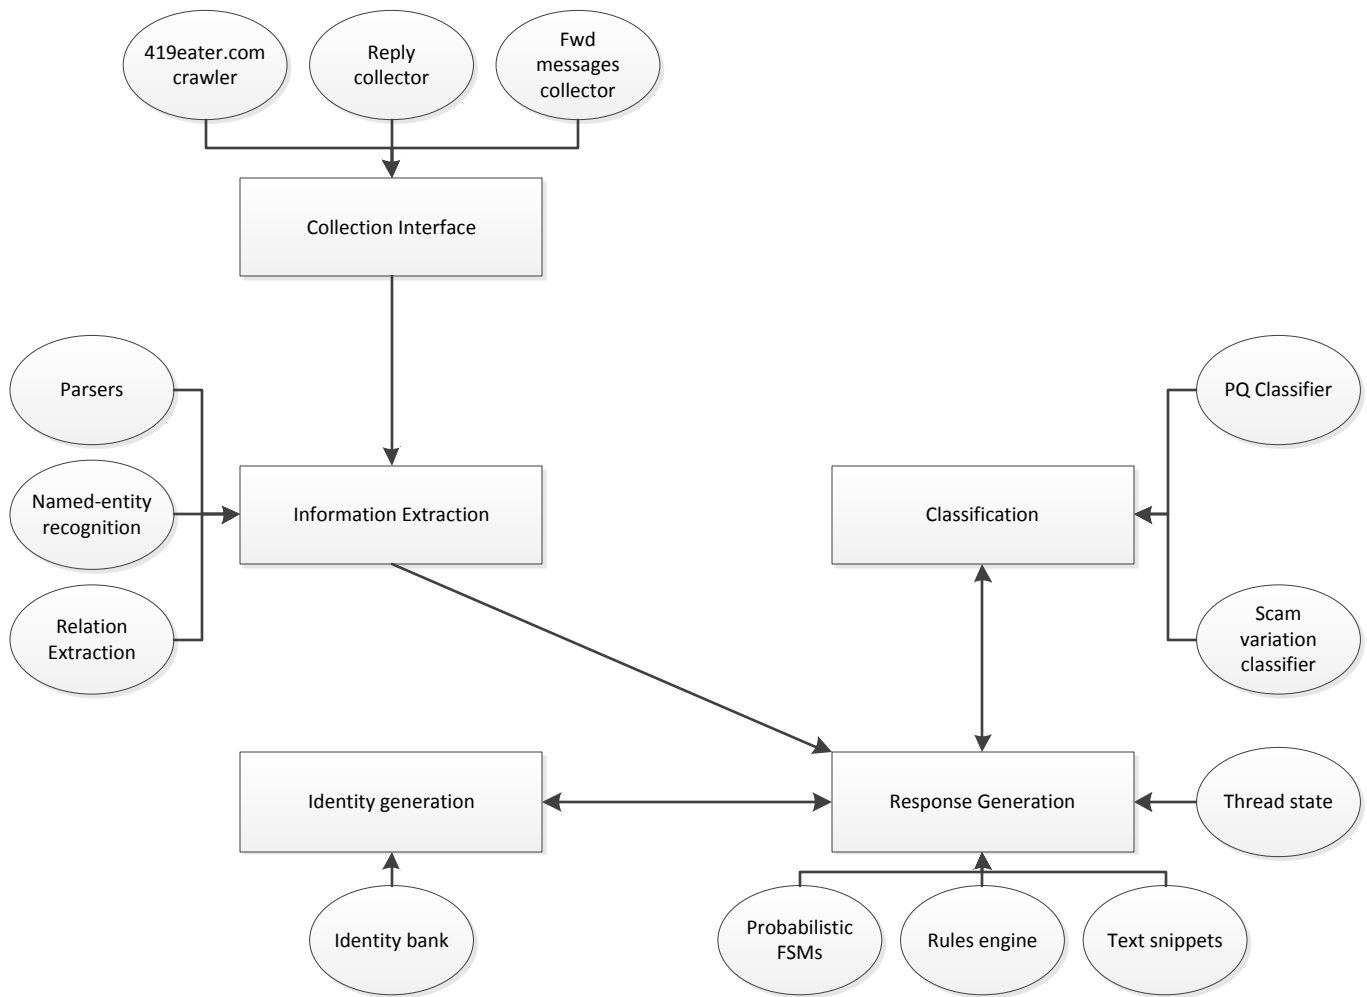 419eater.com
crawler
Reply
collector
Fwd
messages
collector
Collection Interface
Parsers
PQ Classifier
Named-entity
recognition
Information Extraction
Classification
Relation
Extraction
Scam
variation
classifier
Identity generation
Response Generation
Thread state
Identity bank
Probabilistic
FSMs
Rules engine
Text snippets